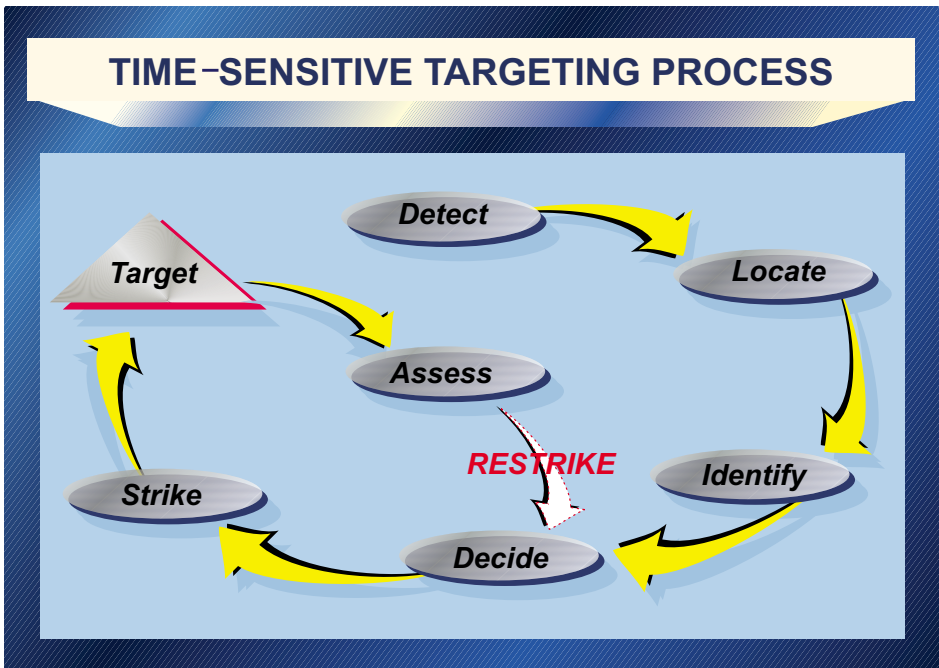 TIME–SENSITIVE TARGETING PROCESS
Detect
Locate
Target
Assess
RESTRIKE
Identify
Strike
Decide